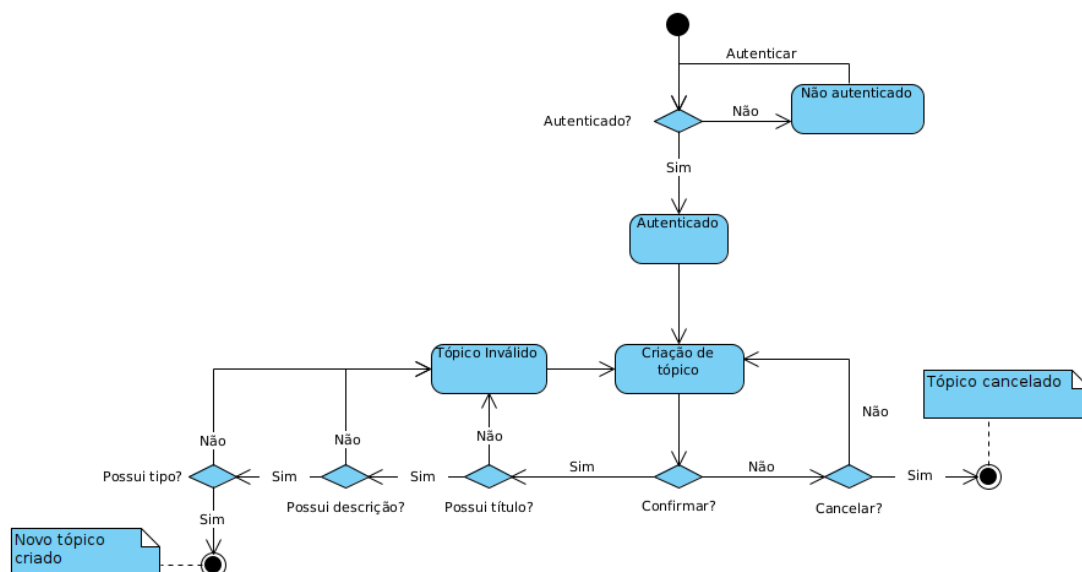 Autenticar
Não autenticado
Autenticado?
Não
Sim
Autenticado
Tópico Inválido
Criação de
tópico
Tópico cancelado
Não
Não
Não
Não
Sim
Não
Possui tipo?
Sim
Sim
Sim
Possui descrição?
Possui título?
Confirmar?
Cancelar?
Sim
Novo tópico
criado